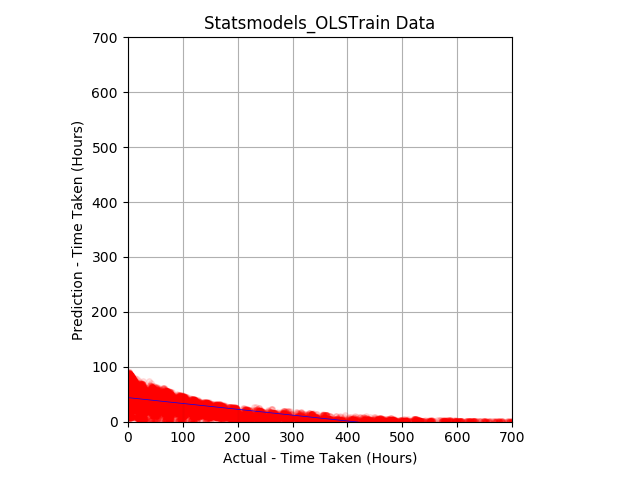 Statsmodels_OLSTrain Data
700
600
500
400
300
200
100
0
Prediction - Time Taken (Hours)
0 100 200 300 400 500 600 700
Actual - Time Taken (Hours)